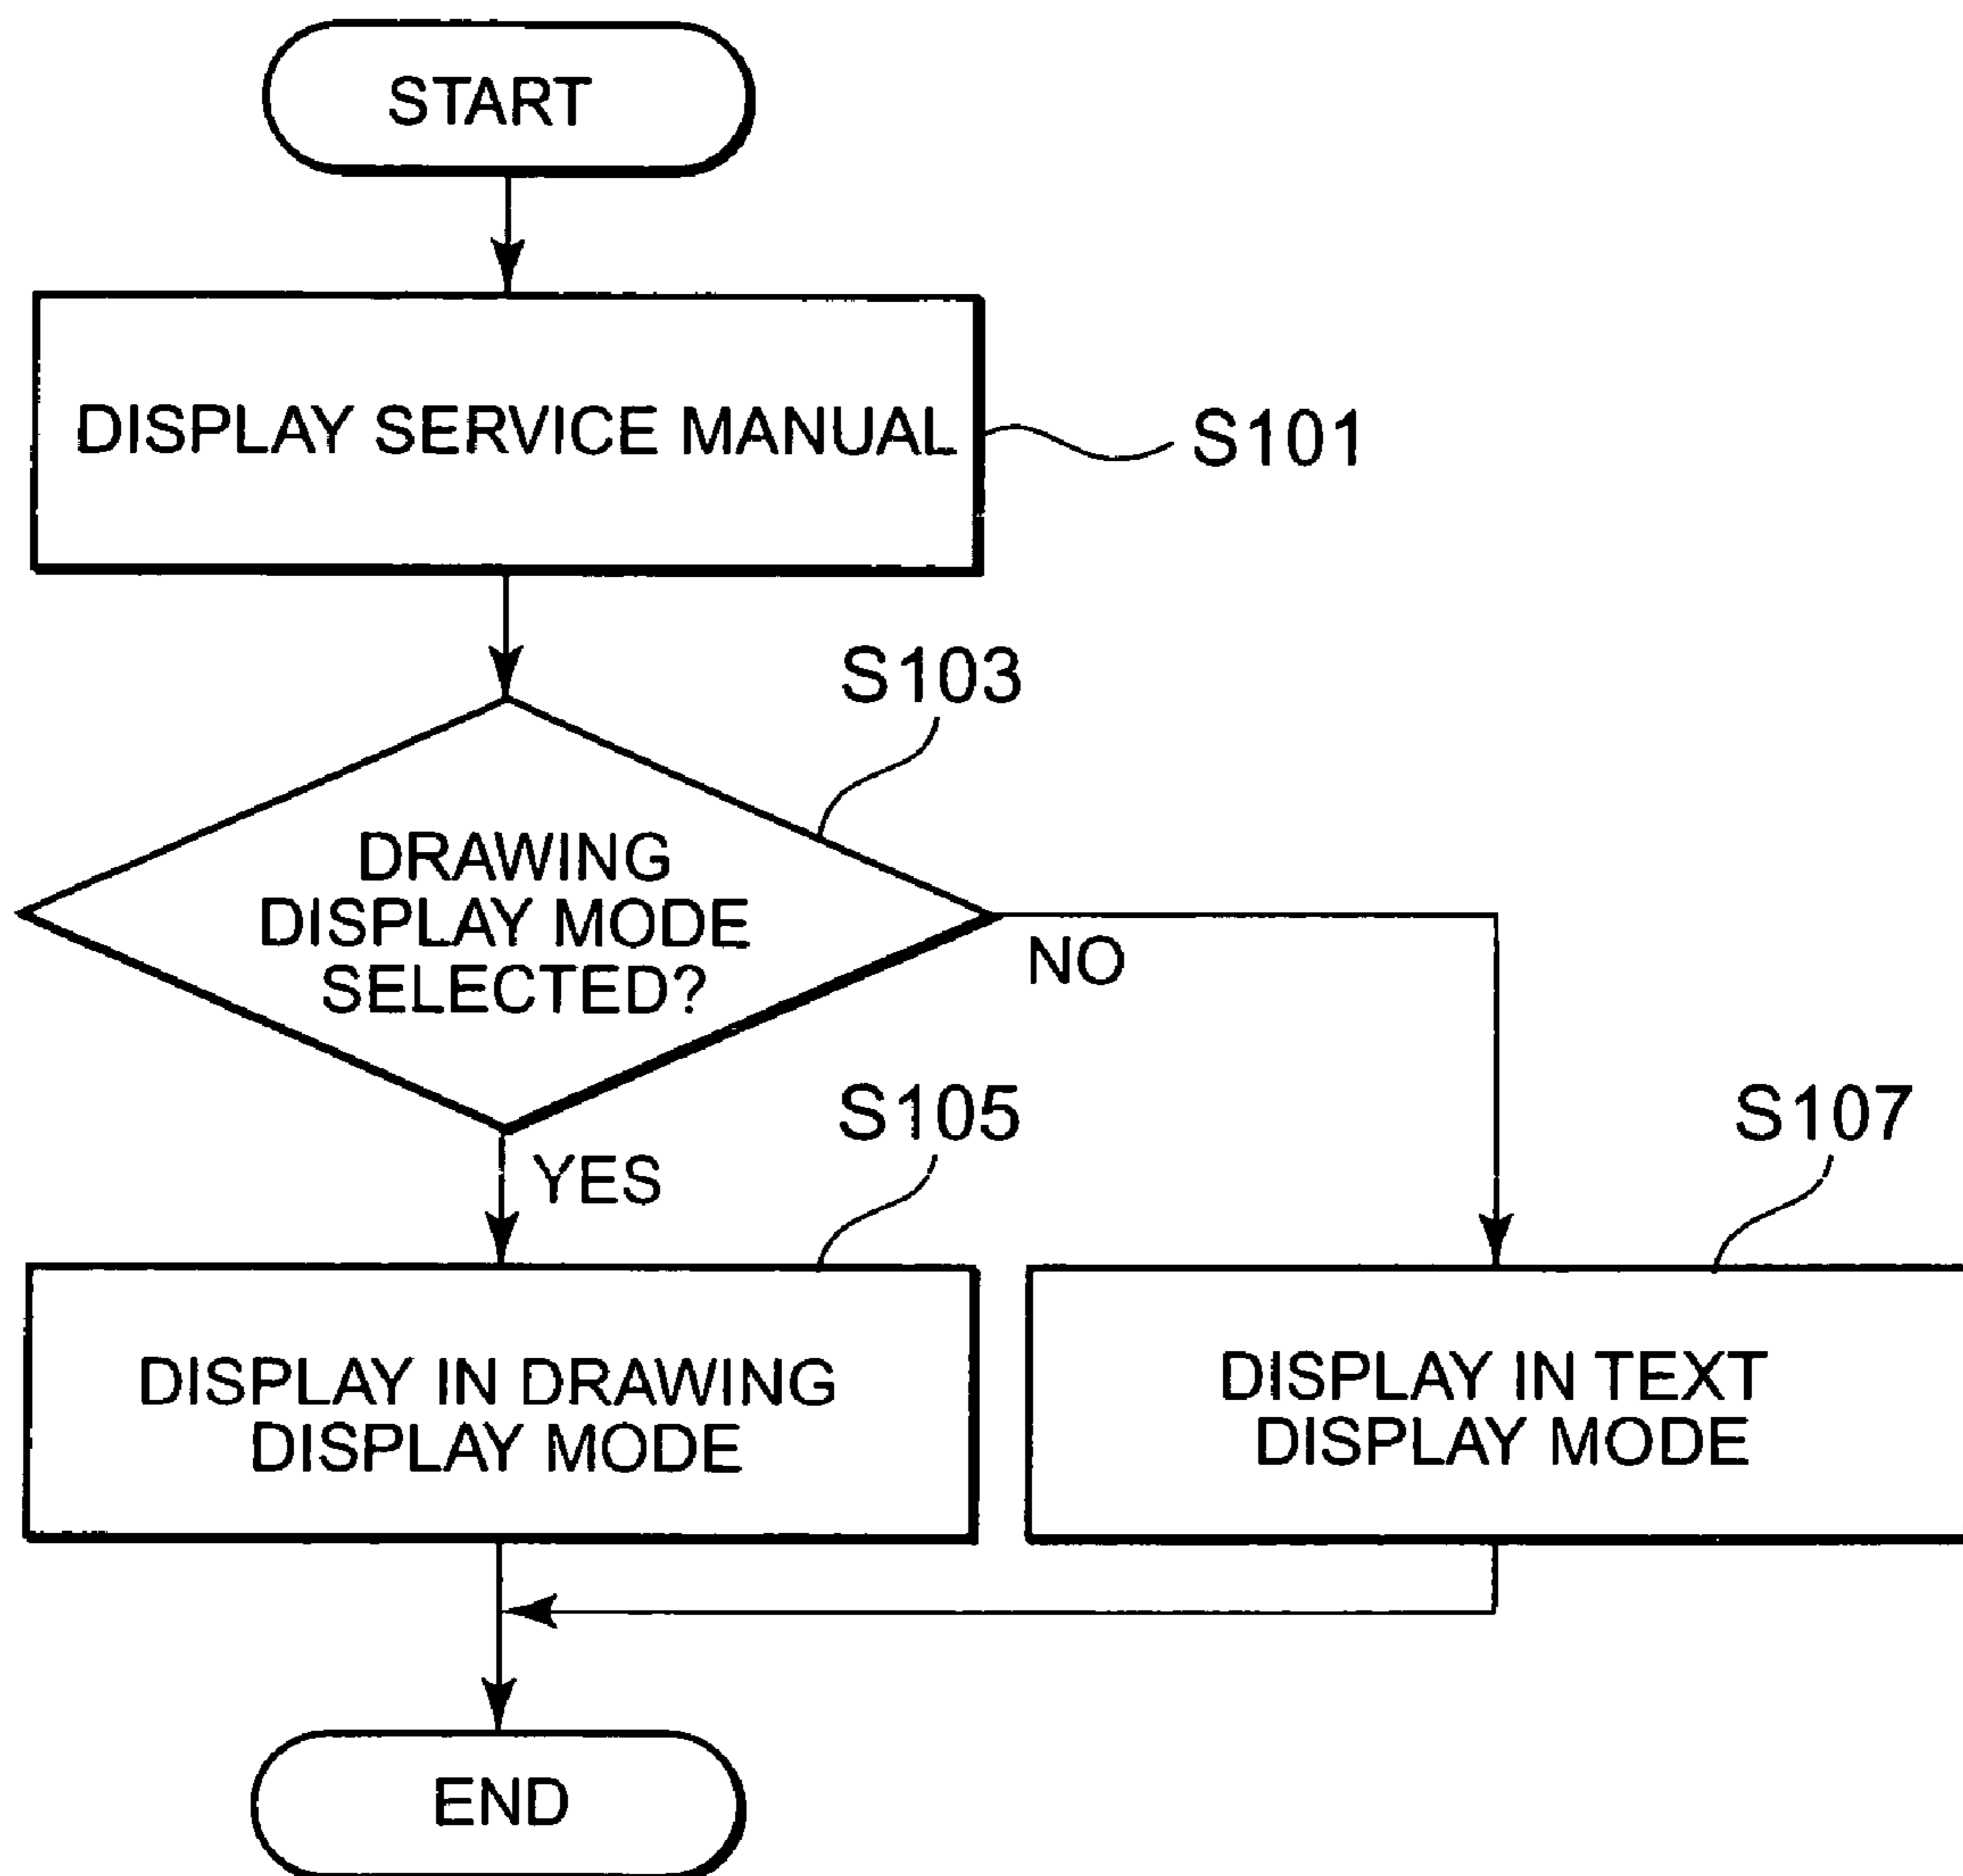 START
DISPLAY SERVICE MANUAL
S101
S103
DRAWING
DISPLAY MODE
SELECTED?
NO
YES
S105
S107
DISPLAY IN DRAWING
DISPLAY MODE
DISPLAY IN TEXT
DISPLAY MODE
END